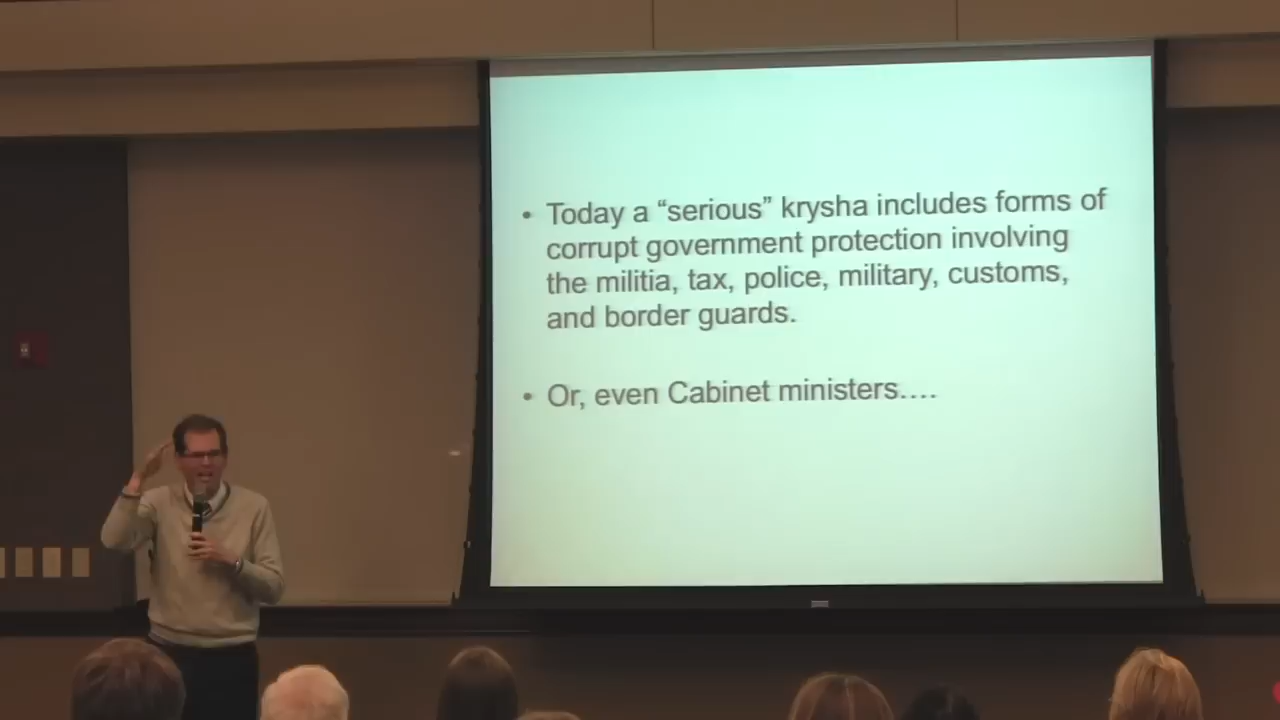 • Today a “serious” krysha includes forms of
corrupt government protection involving
the militia, tax, police, military, customs,
and border guards.
• Or, even Cabinet ministers….